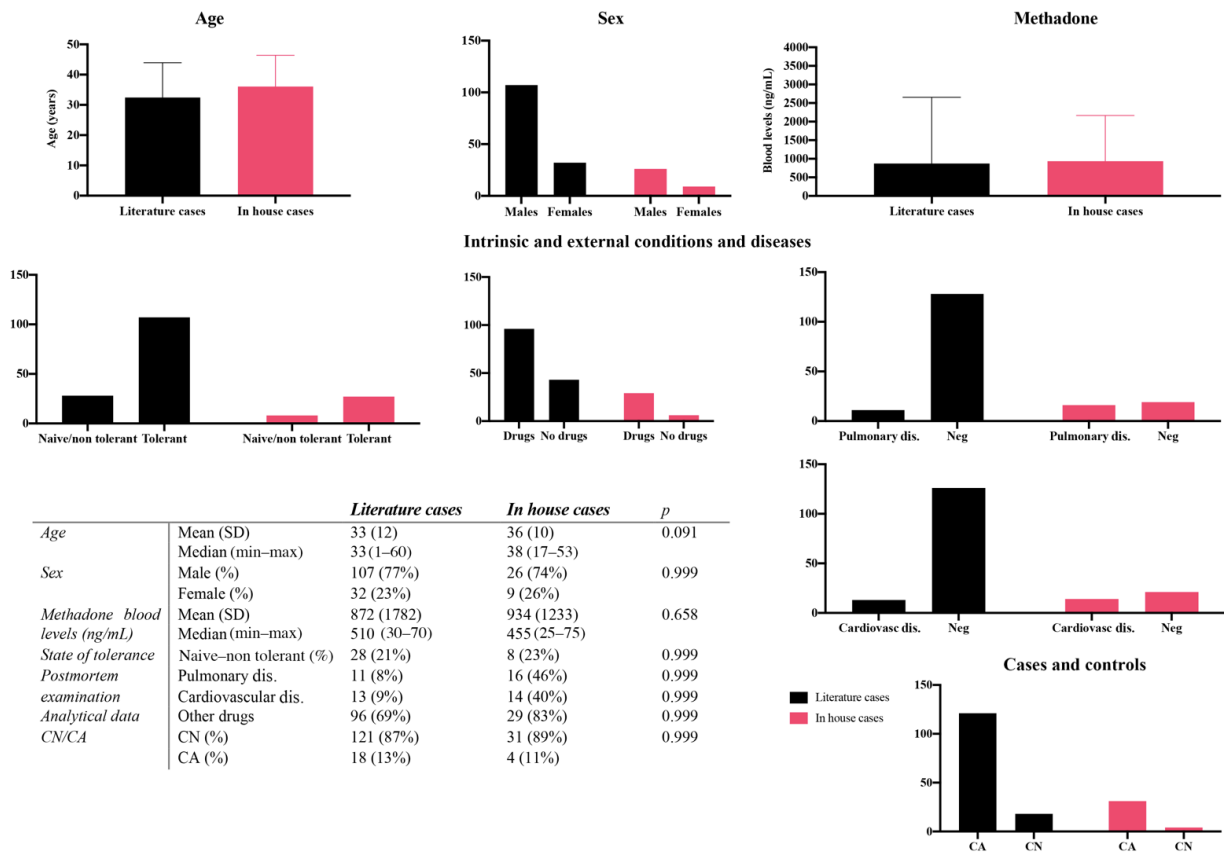 Age
Sex
Methadone
50
40
30
20
10
0
Age (years)
Literature cases In house cases
100
50
0
Males Females Males Females
4000
3500
3000
2500
2000
1500
1000
500
0
Blood levels (ng/mL)
Literature cases In house cases
Intrinsic and external conditions and diseases
150
100
50
0
Naive/non tolerant Tolerant Naive/non tolerant Tolerant
150
100
50
0
Drugs No drugs Drugs No drugs
150
100
50
0
Pulmonary dis. Neg Pulmonary dis. Neg
150
100
50
0
Cardiovasc dis. Neg Cardiovasc dis. Neg
Literature cases In house cases p
Age Mean (SD) 33 (12) 36 (10) 0.091
Median (min–max) 33 (1–60) 38 (17–53)
Sex Male (%) 107 (77%) 26 (74%) 0.999
Female (%) 32 (23%) 9 (26%)
Methadone blood Mean (SD) 872 (1782) 934 (1233) 0.658
levels (ng/mL) Median (min–max) 510 (30–70) 455 (25–75)
State of tolerance Naive–non tolerant (%) 28 (21%) 8 (23%) 0.999
Postmortem Pulmonary dis. 11 (8%) 16 (46%) 0.999
examination Cardiovascular dis. 13 (9%) 14 (40%) 0.999
Analytical data Other drugs 96 (69%) 29 (83%) 0.999
CN/CA CN (%) 121 (87%) 31 (89%) 0.999
CA (%) 18 (13%) 4 (11%)
Cases and controls
Literature cases
In house cases
150
100
50
0
CA CN CA CN